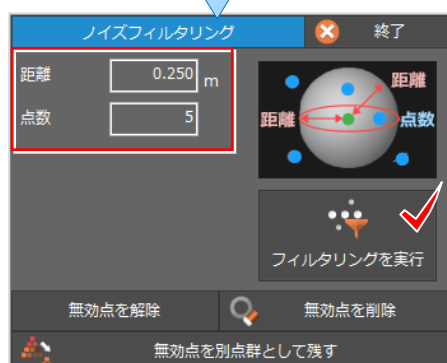 ノイズフィルタリング
終了
距離 0.250 m
点数 5
距離
距離
点数
フィルタリングを実行
無効点を解除
無効点を削除
無効点を別点群として残す